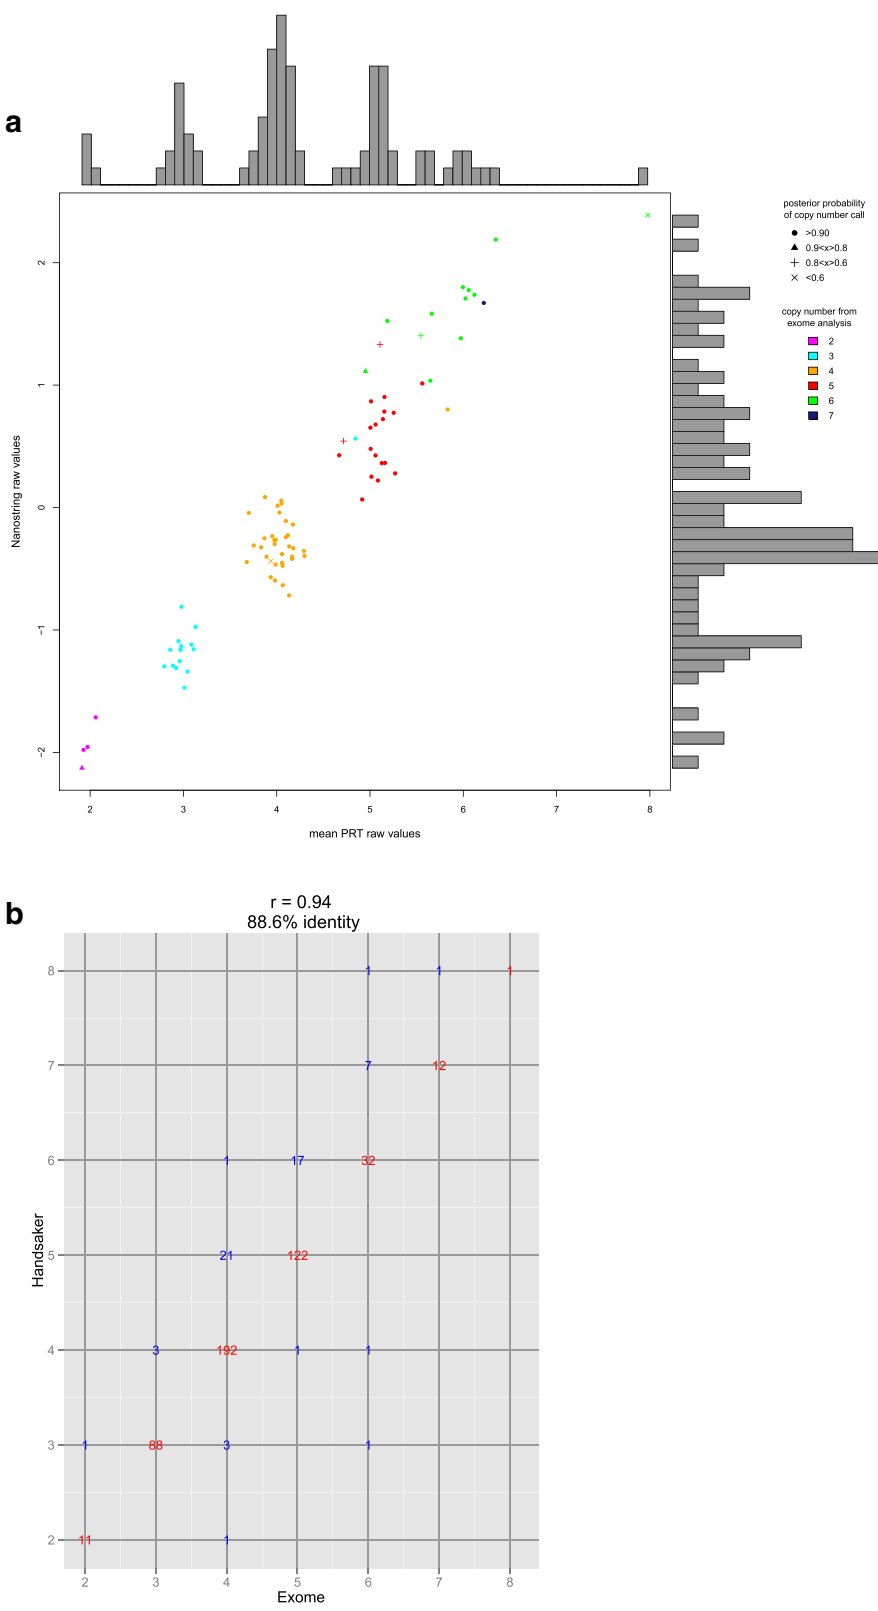 a
posterior probability
of copy number call
>0.90
0.9<x>0.8
0.8<x>0.6
<0.6
copy number from
exome analysis
2
3
4
5
6
7
Nanostring raw values
2
1
0
−1
−2
2 3 4 5 6 7 8
mean PRT raw values
b
r = 0.94
88.6% identity
Handsaker
8 1 1 1
7 7 12
6 1 17 32
5 21 122
4 3 192 1 1
3 1 88 3 1
2 11 1
2 3 4 5 6 7 8
Exome